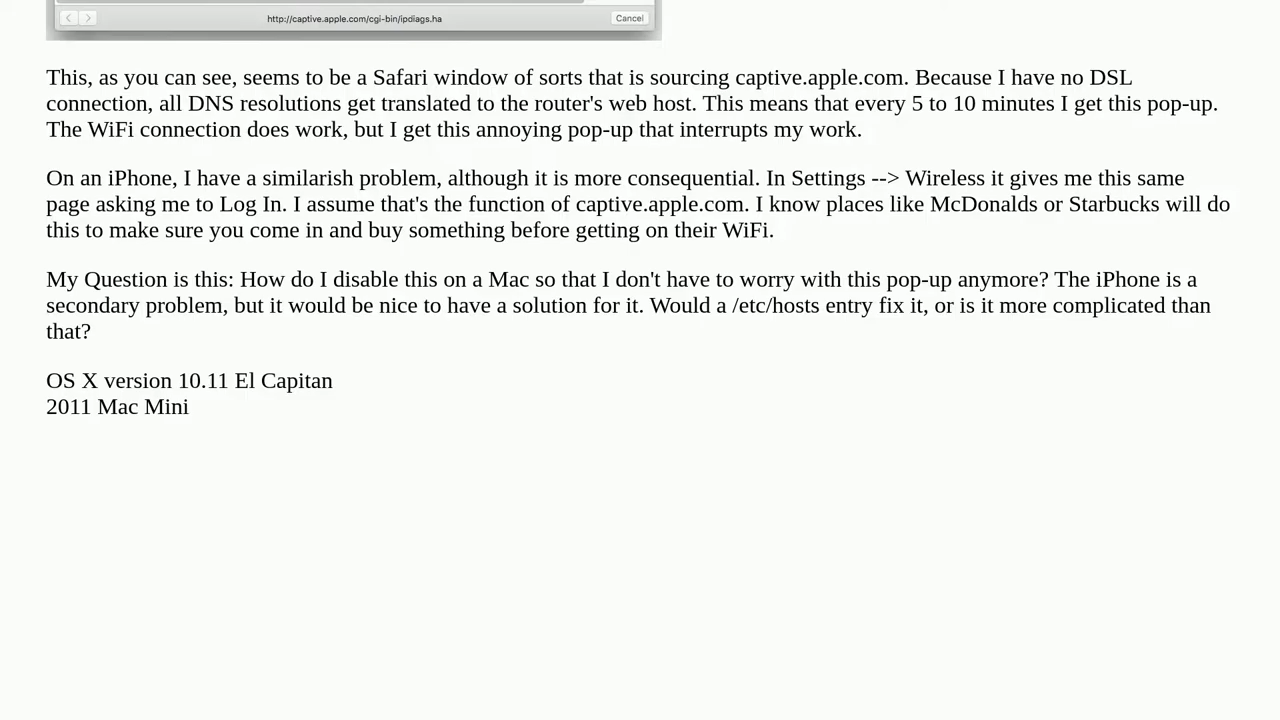 http://captive.apple.com/cgi-bin/ipdiags.ha
Cancel
This, as you can see, seems to be a Safari window of sorts that is sourcing captive.apple.com. Because I have no DSL
connection, all DNS resolutions get translated to the router's web host. This means that every 5 to 10 minutes I get this pop-up.
The WiFi connection does work, but I get this annoying pop-up that interrupts my work.
On an iPhone, I have a similarish problem, although it is more consequential. In Settings --> Wireless it gives me this same
page asking me to Log In. I assume that's the function of captive.apple.com. I know places like McDonalds or Starbucks will do
this to make sure you come in and buy something before getting on their WiFi.
My Question is this: How do I disable this on a Mac so that I don't have to worry with this pop-up anymore? The iPhone is a
secondary problem, but it would be nice to have a solution for it. Would a /etc/hosts entry fix it, or is it more complicated than
that?
OS X version 10.11 El Capitan
2011 Mac Mini